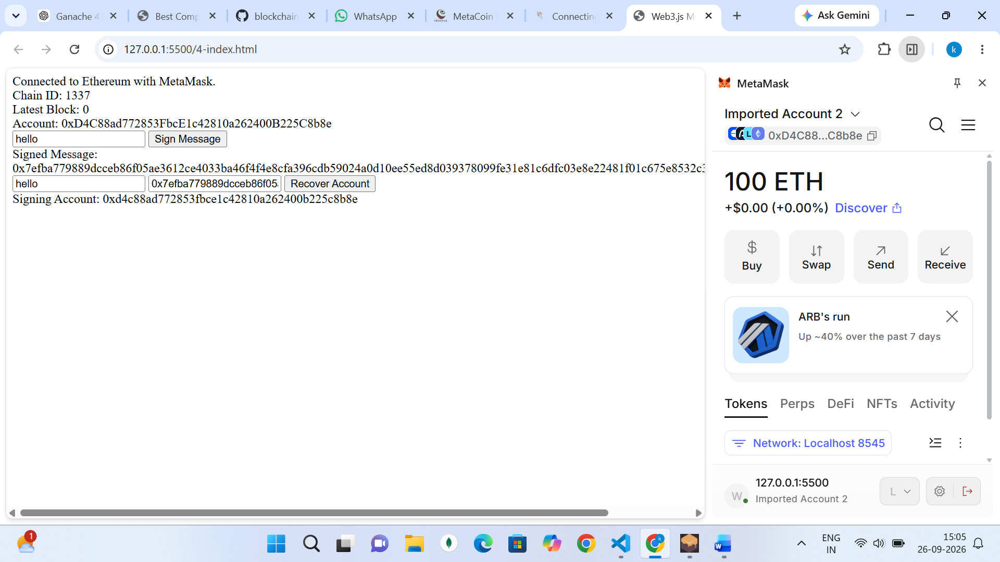 Ganache 4
Best Comp
blockchain
WhatsApp
MetaCoin
Connecting
Web3.js M
Ask Gemini
127.0.0.1:5500/4-index.html
k
Connected to Ethereum with MetaMask.
Chain ID: 1337
Latest Block: 0
Account: 0xD4C88ad772853FbcE1c42810a262400B225C8b8e
hello Sign Message
Signed Message:
0x7efba779889dcceb86f05ae3612ce4033ba46f4f4e8cfa396cdb59024a0d10ee55ed8d039378099fe31e81c6dfc03e8e22481f01c675e8532c3
hello 0x7efba779889dcceb86f05 Recover Account
Signing Account: 0xd4c88ad772853fbce1c42810a262400b225c8b8e
MetaMask
Imported Account 2
0xD4C88...C8b8e
100 ETH
+$0.00 (+0.00%) Discover
Buy
Swap
Send
Receive
ARB's run
Up ~40% over the past 7 days
Tokens Perps DeFi NFTs Activity
Network: Localhost 8545
W
127.0.0.1:5500
Imported Account 2
L
1
ENG
IN
15:05
26-09-2026